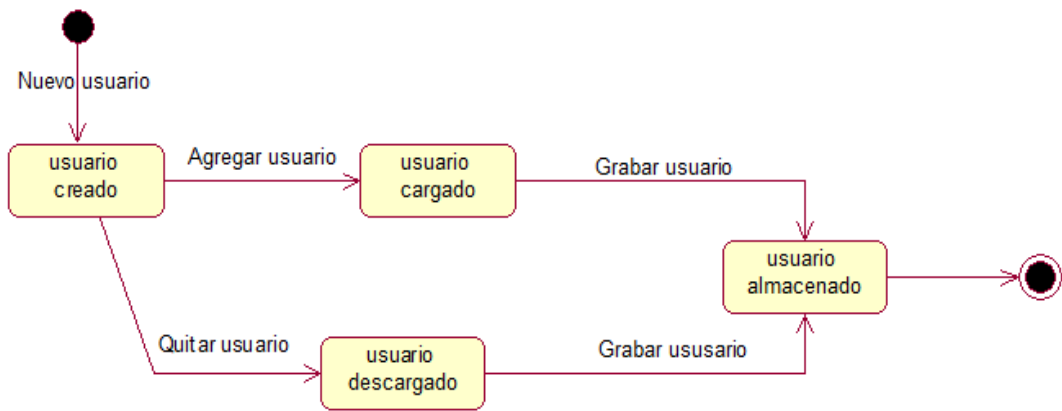 Nuevo usuario
usuario
creado
Agregar usuario
usuario
cargado
Grabar usuario
usuario
almacenado
Quitar usuario
usuario
descargado
Grabar ususario